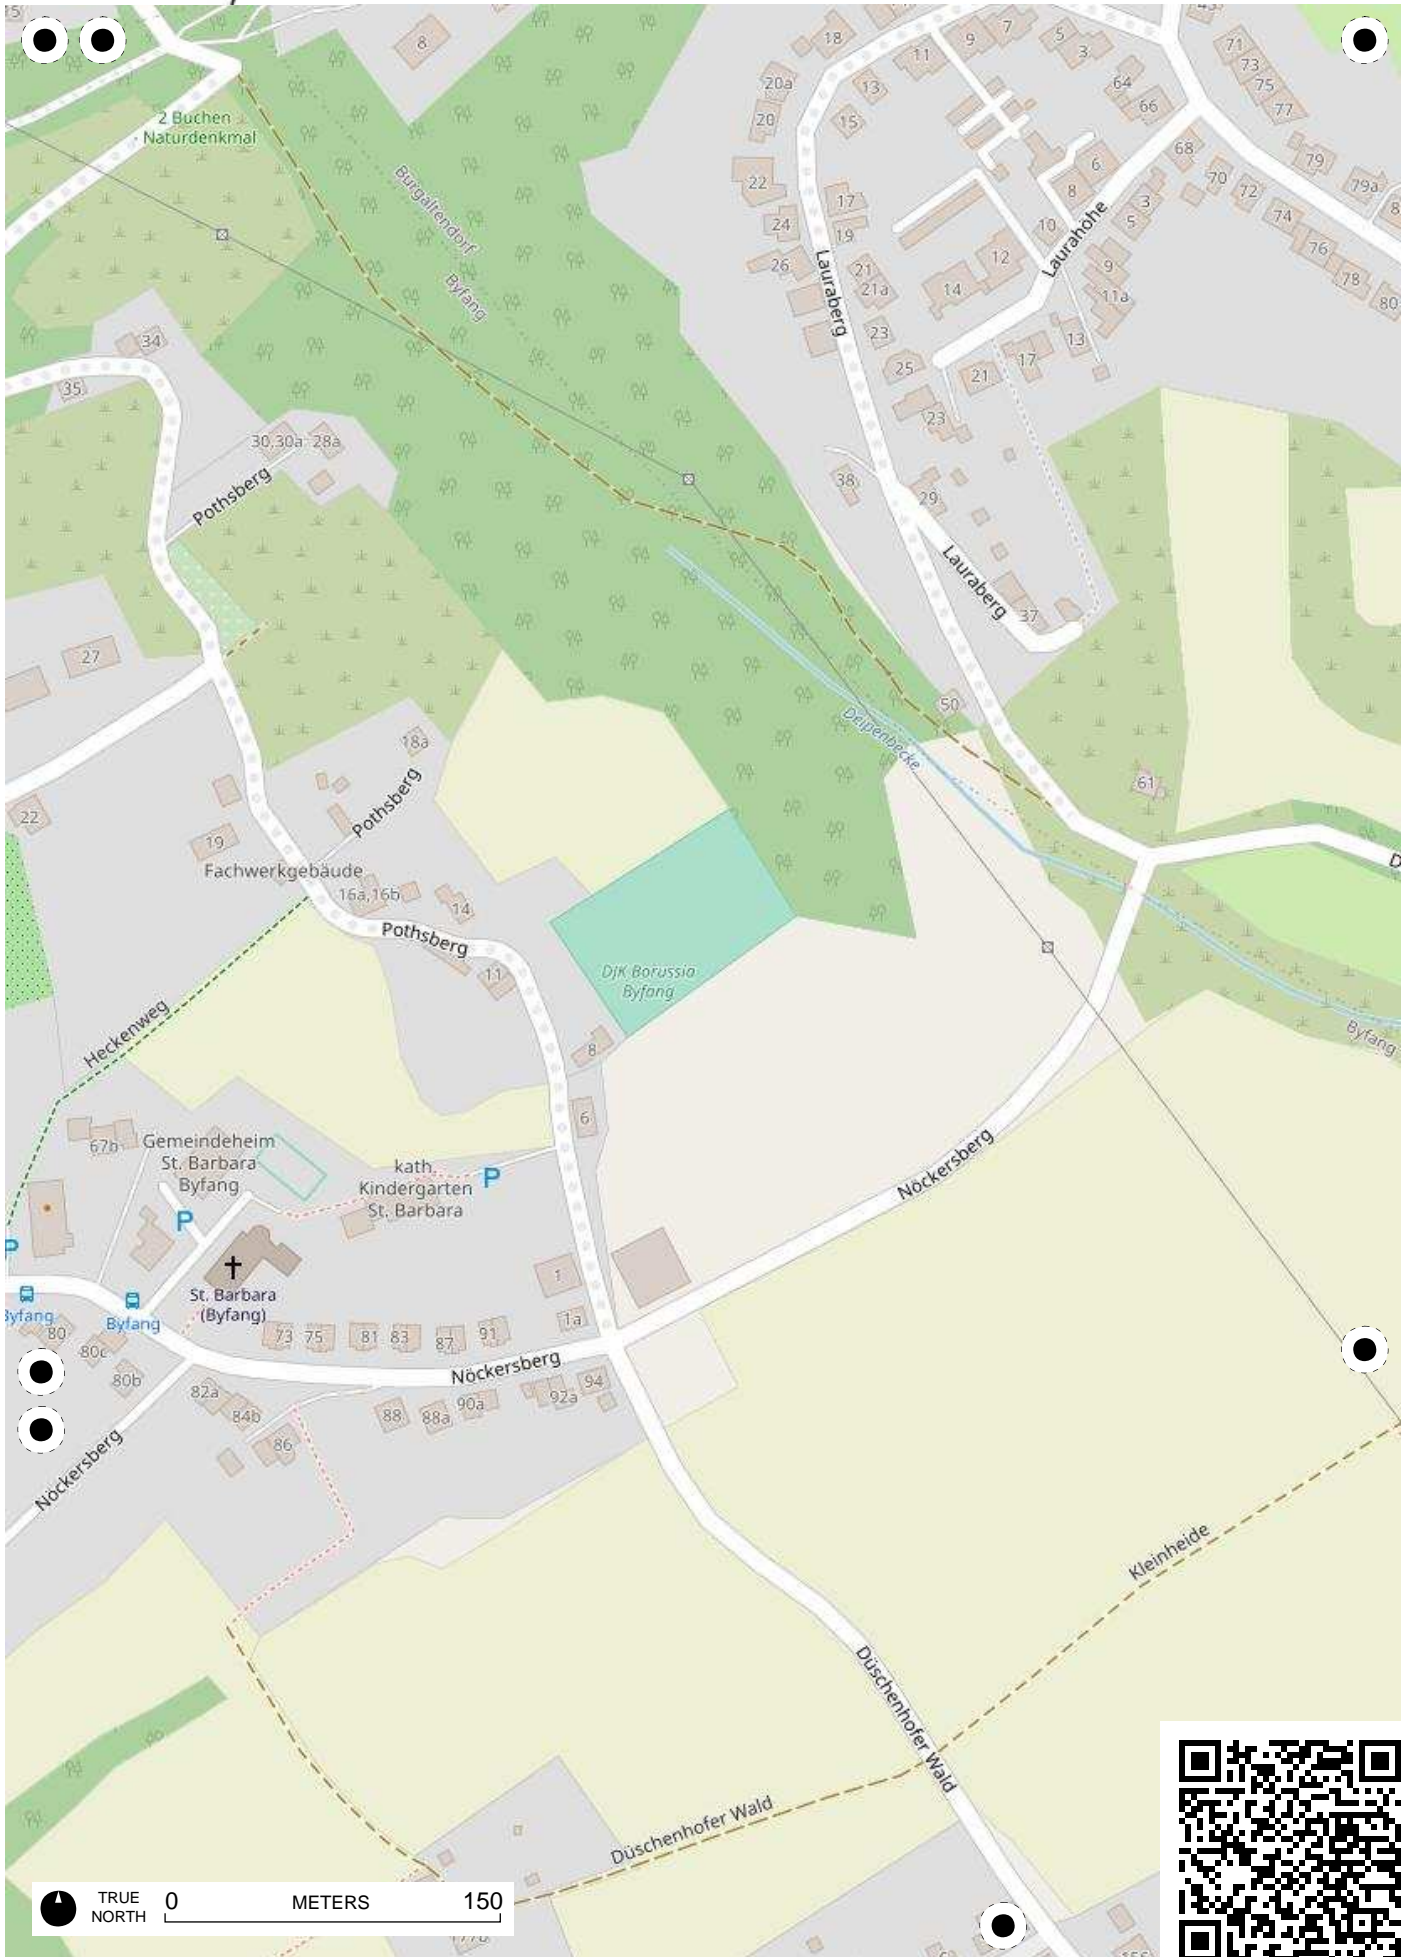 8
2 Buchen
Naturdenkmal
18
11
9
7
5
3
71
73
75
77
64
66
20a
20
13
15
22
24
26
17
19
21
21a
23
25
6
8
10
12
14
68
70
72
74
76
78
80
79
79a
3
5
9
11a
13
17
21
23
Burgaltendorf
Byfang
Lauraberg
Laurahöhe
34
35
30,30a
28a
Pothsberg
38
29
Lauraberg
37
27
50
61
18a
Pothsberg
Deipenbecke
22
19
Fachwerkgebäude
16a,16b
14
Pothsberg
11
DJK Borussia
Byfang
8
Heckenweg
Byfang
6
67b
Gemeindeheim
St. Barbara
Byfang
kath.
Kindergarten
St. Barbara
P
P
P
Nöckersberg
St. Barbara
(Byfang)
Byfang
Byfang
1
1a
80
80c
80b
73
75
81
83
87
91
Nöckersberg
82a
84b
86
88
88a
90a
92a
94
Nöckersberg
Kleinheide
Düschenhofer Wald
Düschenhofer Wald
TRUE
NORTH
0 METERS 150